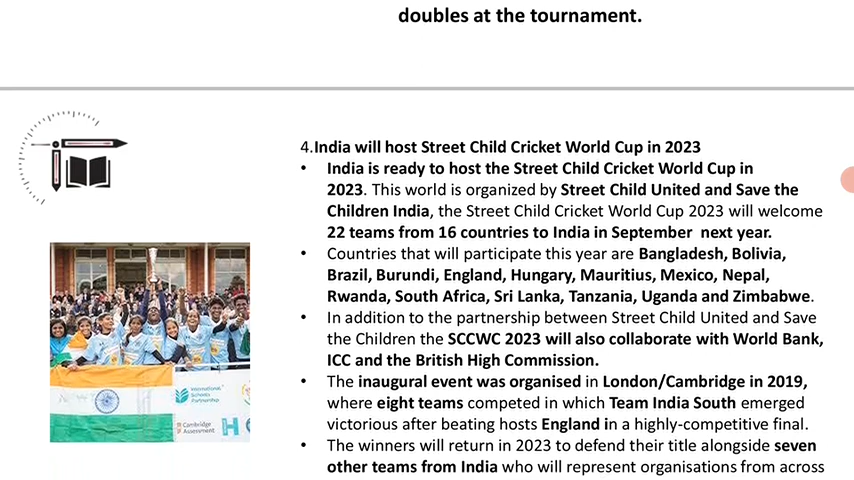 doubles at the tournament.
4.India will host Street Child Cricket World Cup in 2023
• India is ready to host the Street Child Cricket World Cup in
2023. This world is organized by Street Child United and Save the
Children India, the Street Child Cricket World Cup 2023 will welcome
22 teams from 16 countries to India in September next year.
• Countries that will participate this year are Bangladesh, Bolivia,
Brazil, Burundi, England, Hungary, Mauritius, Mexico, Nepal,
Rwanda, South Africa, Sri Lanka, Tanzania, Uganda and Zimbabwe.
• In addition to the partnership between Street Child United and Save
the Children the SCCWC 2023 will also collaborate with World Bank,
ICC and the British High Commission.
• The inaugural event was organised in London/Cambridge in 2019,
where eight teams competed in which Team India South emerged
victorious after beating hosts England in a highly-competitive final.
• The winners will return in 2023 to defend their title alongside seven
other teams from India who will represent organisations from across
International
Schools
Partnership
Cambridge
Assessment